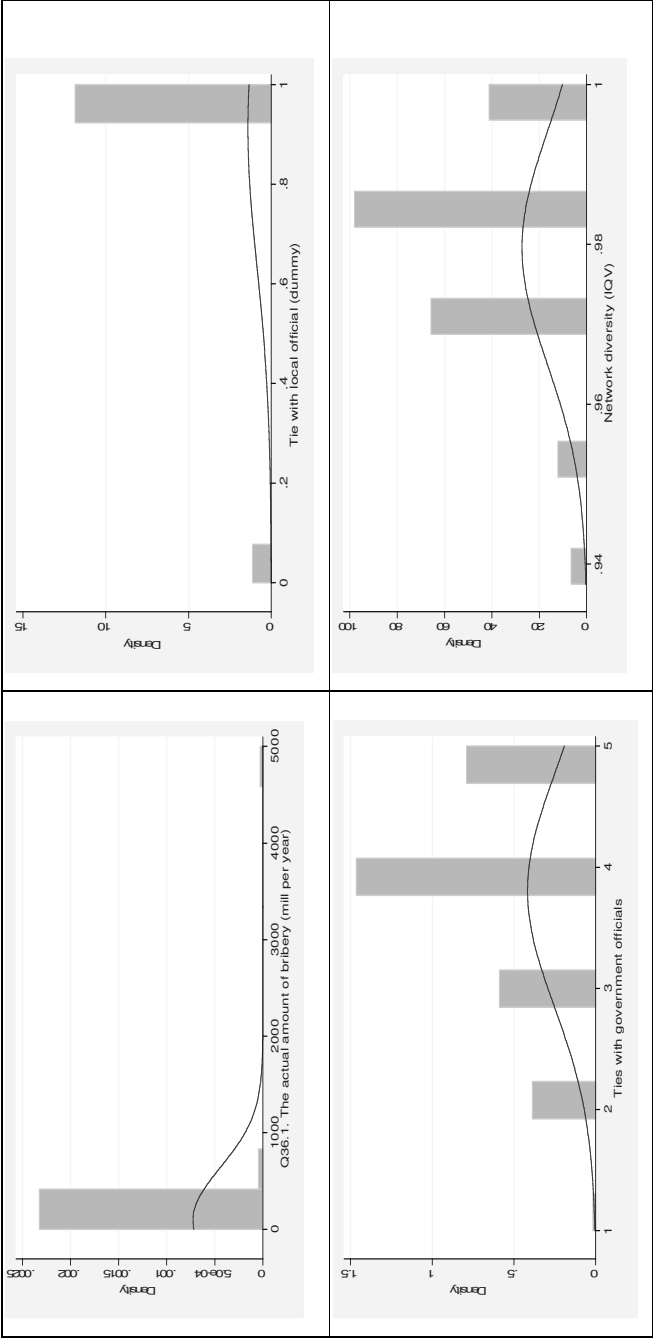 Density
.0025
.002
.0015
.001
5.0e-04
0
0 1000 2000 3000 4000 5000
Q36.1. The actual amount of bribery (mill per year)
Density
15
10
5
0
0 .2 .4 .6 .8 1
Tie with local official (dummy)
Density
1.5
1
.5
0
1 2 3 4 5
Ties with government officials
Density
100
80
60
40
20
0
.94 .96 .98 1
Network diversity (IQV)